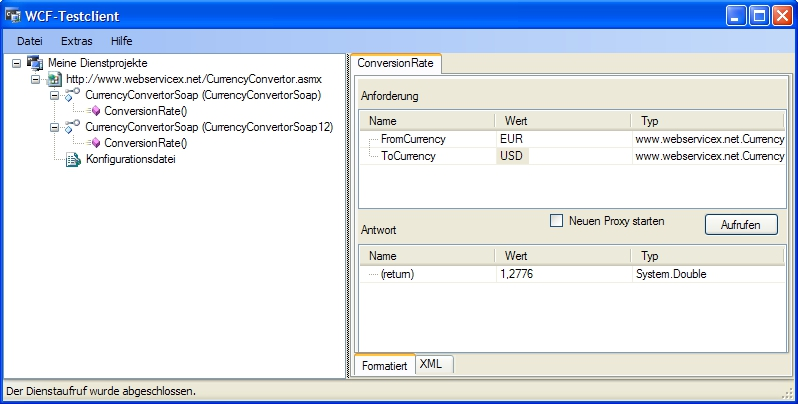 WCF-Testclient
Datei Extras Hilfe
Meine Dienstprojekte
http://www.webservicex.net/CurrencyConvertor.asmx
CurrencyConvertorSoap (CurrencyConvertorSoap)
ConversionRate()
CurrencyConvertorSoap (CurrencyConvertorSoap12)
ConversionRate()
Konfigurationsdatei
ConversionRate
Anforderung
Name Wert Typ
FromCurrency EUR www.webservicex.net.Currency
ToCurrency USD www.webservicex.net.Currency
Neuen Proxy starten Aufrufen
Antwort
Name Wert Typ
(return) 1,2776 System.Double
Formatiert XML
Der Dienstaufruf wurde abgeschlossen.